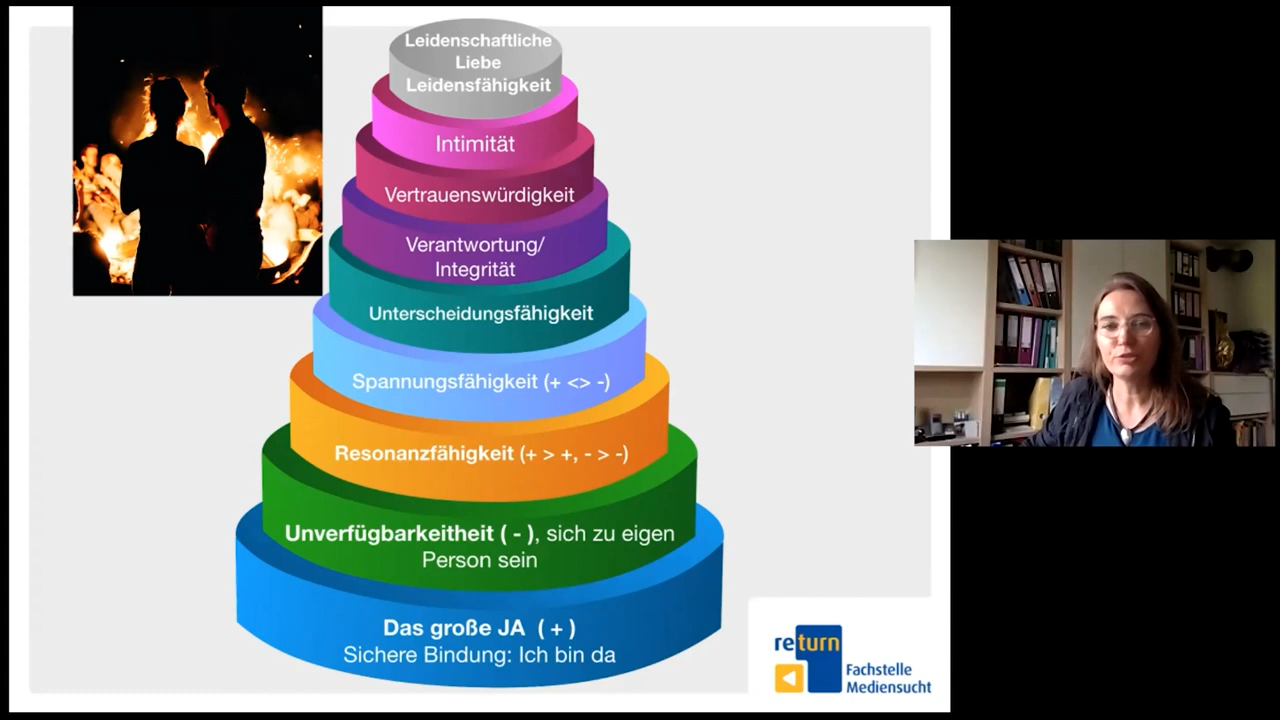 Leidenschaftliche
Liebe
Leidensfähigkeit
Intimität
Vertrauenswürdigkeit
Verantwortung/
Integrität
Unterscheidungsfähigkeit
Spannungsfähigkeit (+ <> -)
Resonanzfähigkeit (+ > +, - > -)
Unverfügbarkeitheit ( - ), sich zu eigen
Person sein
Das große JA ( + )
Sichere Bindung: Ich bin da
return
Fachstelle
Mediensucht